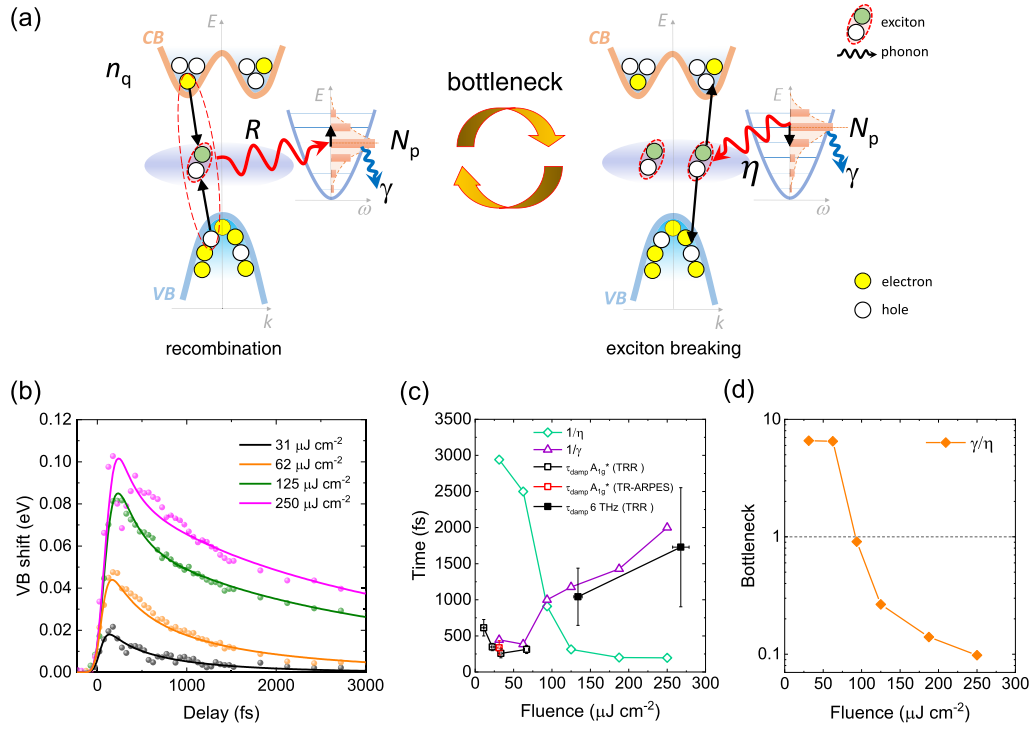 (a)
E
CB
n_q
R
E
N_p
γ
ω
VB
k
recombination
bottleneck
E
E
N_p
η
γ
ω
CB
VB
k
exciton breaking
exciton
phonon
electron
hole
(b)
VB shift (eV)
0.12
0.10
0.08
0.06
0.04
0.02
0.00
31 μJ cm⁻²
62 μJ cm⁻²
125 μJ cm⁻²
250 μJ cm⁻²
0 1000 2000 3000
Delay (fs)
(c)
Time (fs)
3500
3000
2500
2000
1500
1000
500
0
1/η
1/γ
τ_damp A_1g* (TRR )
τ_damp A_1g* (TR-ARPES)
τ_damp 6 THz (TRR )
0 50 100 150 200 250 300
Fluence (μJ cm⁻²)
(d)
Bottleneck
10
1
0.1
γ/η
0 50 100 150 200 250 300
Fluence (μJ cm⁻²)